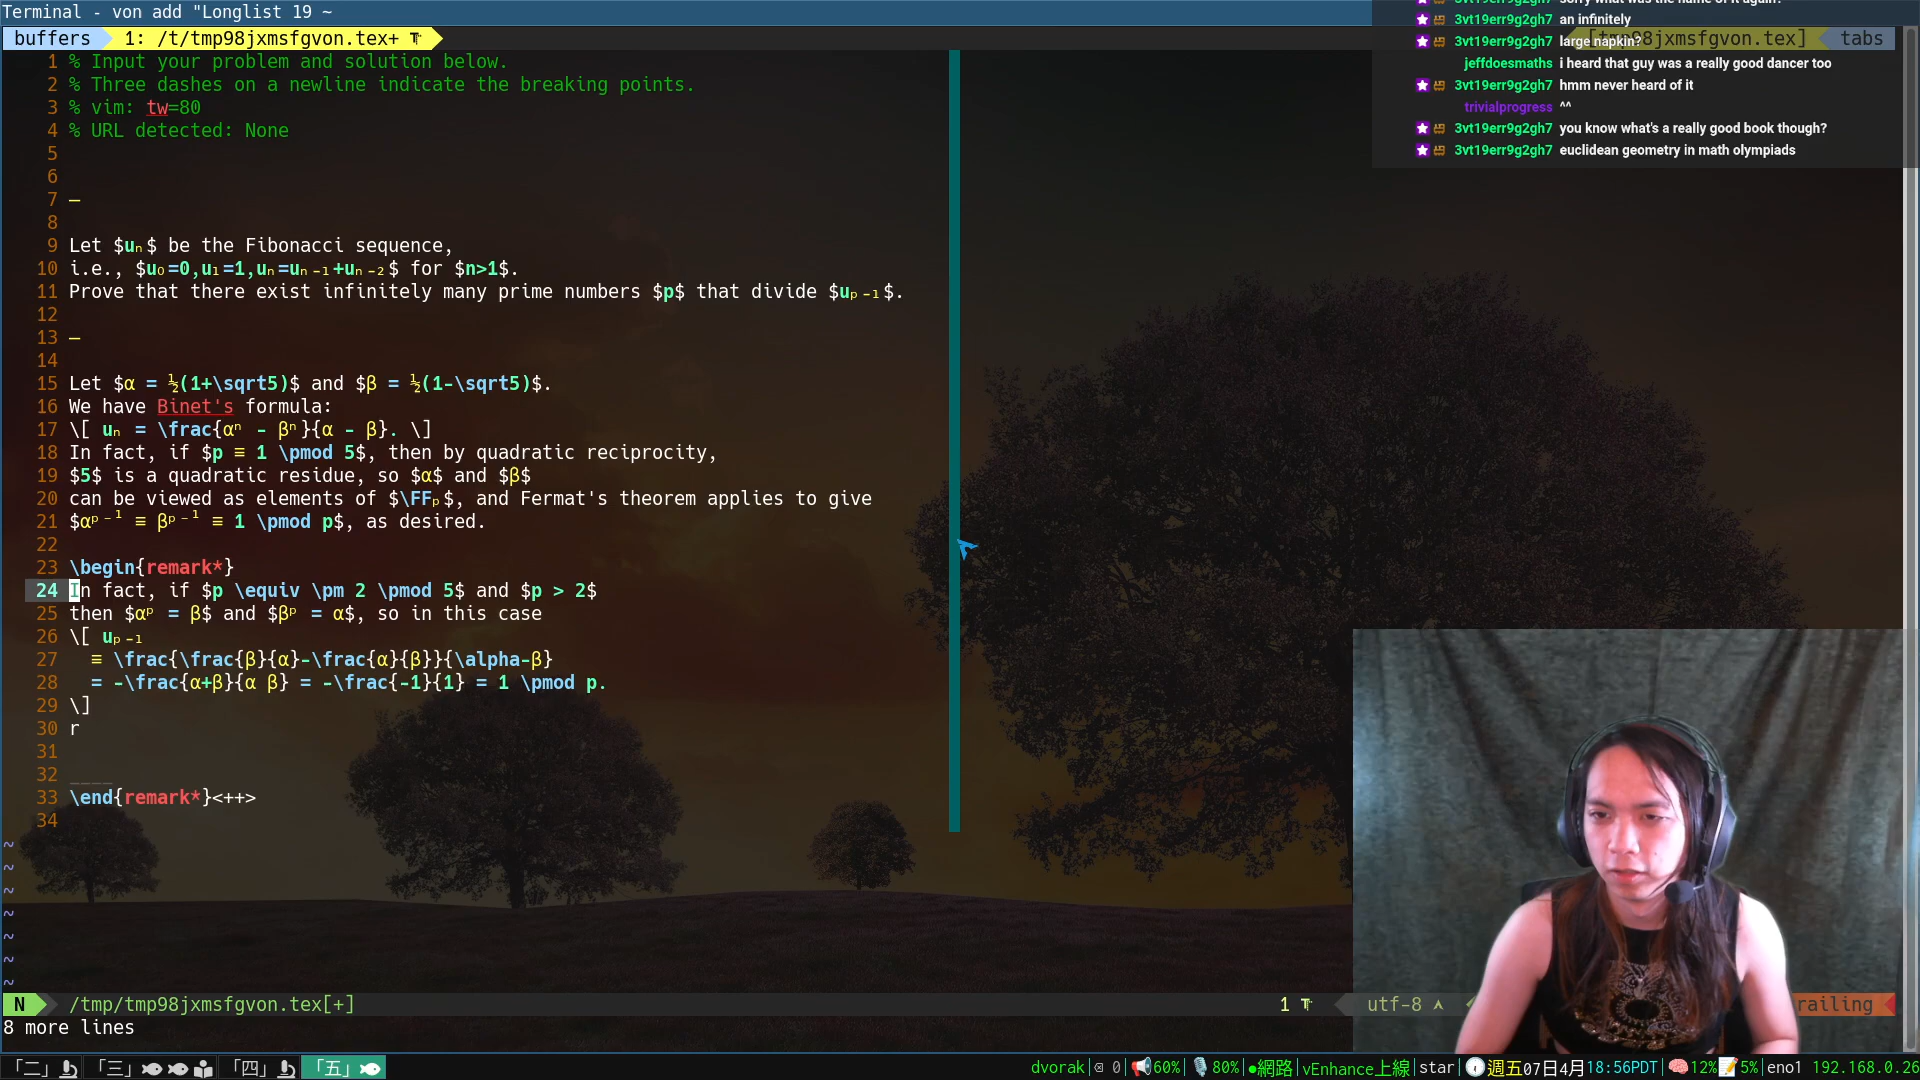 Terminal - von add "Longlist 19 ~
buffers 1: /t/tmp98jxmsfgvon.tex+
tabs
3vt19err9g2gh7 an infinitely
3vt19err9g2gh7 large napkin?
jeffdoesmaths i heard that guy was a really good dancer too
3vt19err9g2gh7 hmm never heard of it
trivialprogress ^^
3vt19err9g2gh7 you know what's a really good book though?
3vt19err9g2gh7 euclidean geometry in math olympiads
1 % Input your problem and solution below.
2 % Three dashes on a newline indicate the breaking points.
3 % vim: tw=80
4 % URL detected: None
5
6
7 —
8
9 Let $uₙ$ be the Fibonacci sequence,
10 i.e., $u₀=0,u₁=1,uₙ=uₙ₋₁+uₙ₋₂$ for $n>1$.
11 Prove that there exist infinitely many prime numbers $p$ that divide $uₚ₋₁$.
12
13 —
14
15 Let $α = ½(1+\sqrt5)$ and $β = ½(1-\sqrt5)$.
16 We have Binet's formula:
17 \[ uₙ = \frac{αⁿ - βⁿ}{α - β}. \]
18 In fact, if $p ≡ 1 \pmod 5$, then by quadratic reciprocity,
19 $5$ is a quadratic residue, so $α$ and $β$
20 can be viewed as elements of $\FFₚ$, and Fermat's theorem applies to give
21 $αᵖ⁻¹ ≡ βᵖ⁻¹ ≡ 1 \pmod p$, as desired.
22
23 \begin{remark*}
24 In fact, if $p \equiv \pm 2 \pmod 5$ and $p > 2$
25 then $αᵖ = β$ and $βᵖ = α$, so in this case
26 \[ uₚ₋₁
27 ≡ \frac{\frac{β}{α}-\frac{α}{β}}{\alpha-β}
28 = -\frac{α+β}{α β} = -\frac{-1}{1} = 1 \pmod p.
29 \]
30 r
31
32 ____
33 \end{remark*}<++>
34
~
~
~
~
~
~
~
N /tmp/tmp98jxmsfgvon.tex[+] 1 utf-8 railing
8 more lines
「二」 「三」 「四」 「五」 dvorak 0 60% 80% 網路 vEnhance上線 star 週五07日4月18:56PDT 12% 5% eno1 192.168.0.26